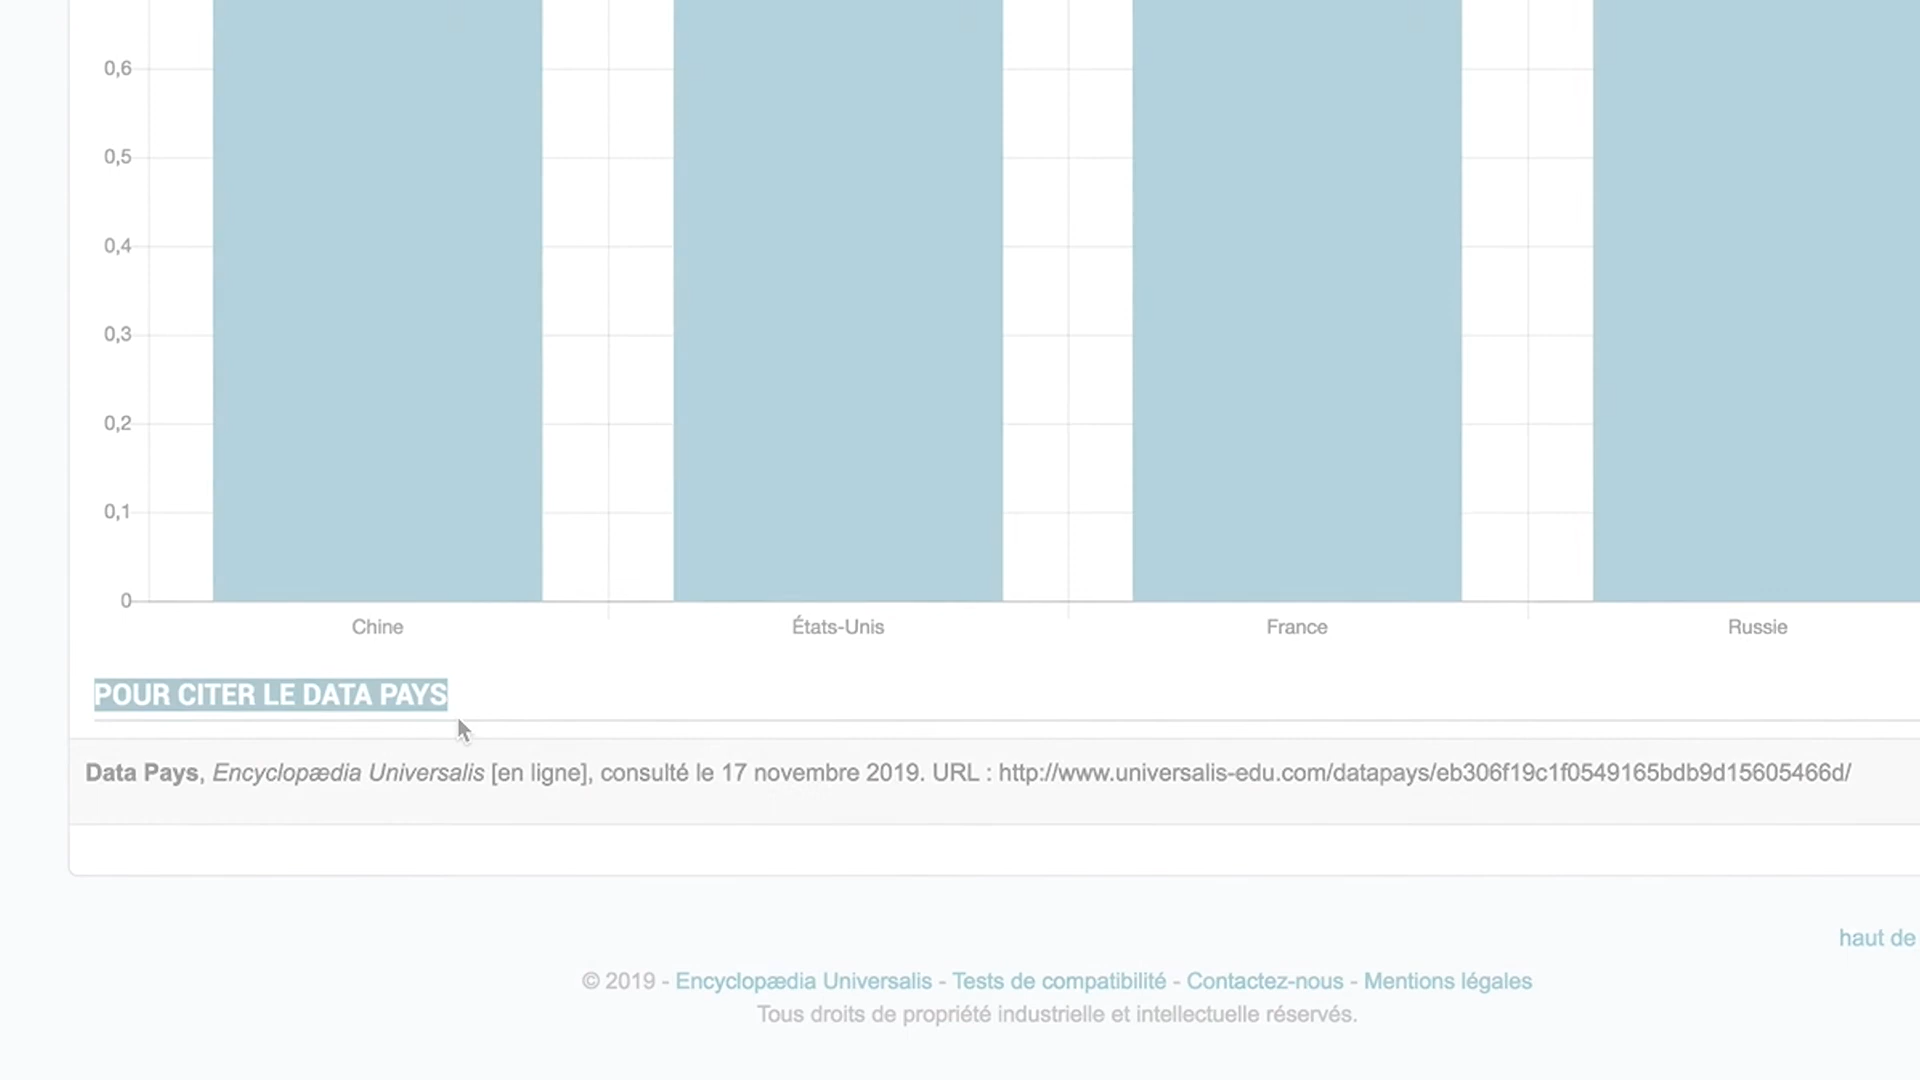 0,6
0,5
0,4
0,3
0,2
0,1
0
Chine États-Unis France Russie
POUR CITER LE DATA PAYS
Data Pays, Encyclopædia Universalis [en ligne], consulté le 17 novembre 2019. URL : http://www.universalis-edu.com/datapays/eb306f19c1f0549165bdb9d15605466d/
haut de
© 2019 - Encyclopædia Universalis - Tests de compatibilité - Contactez-nous - Mentions légales
Tous droits de propriété industrielle et intellectuelle réservés.